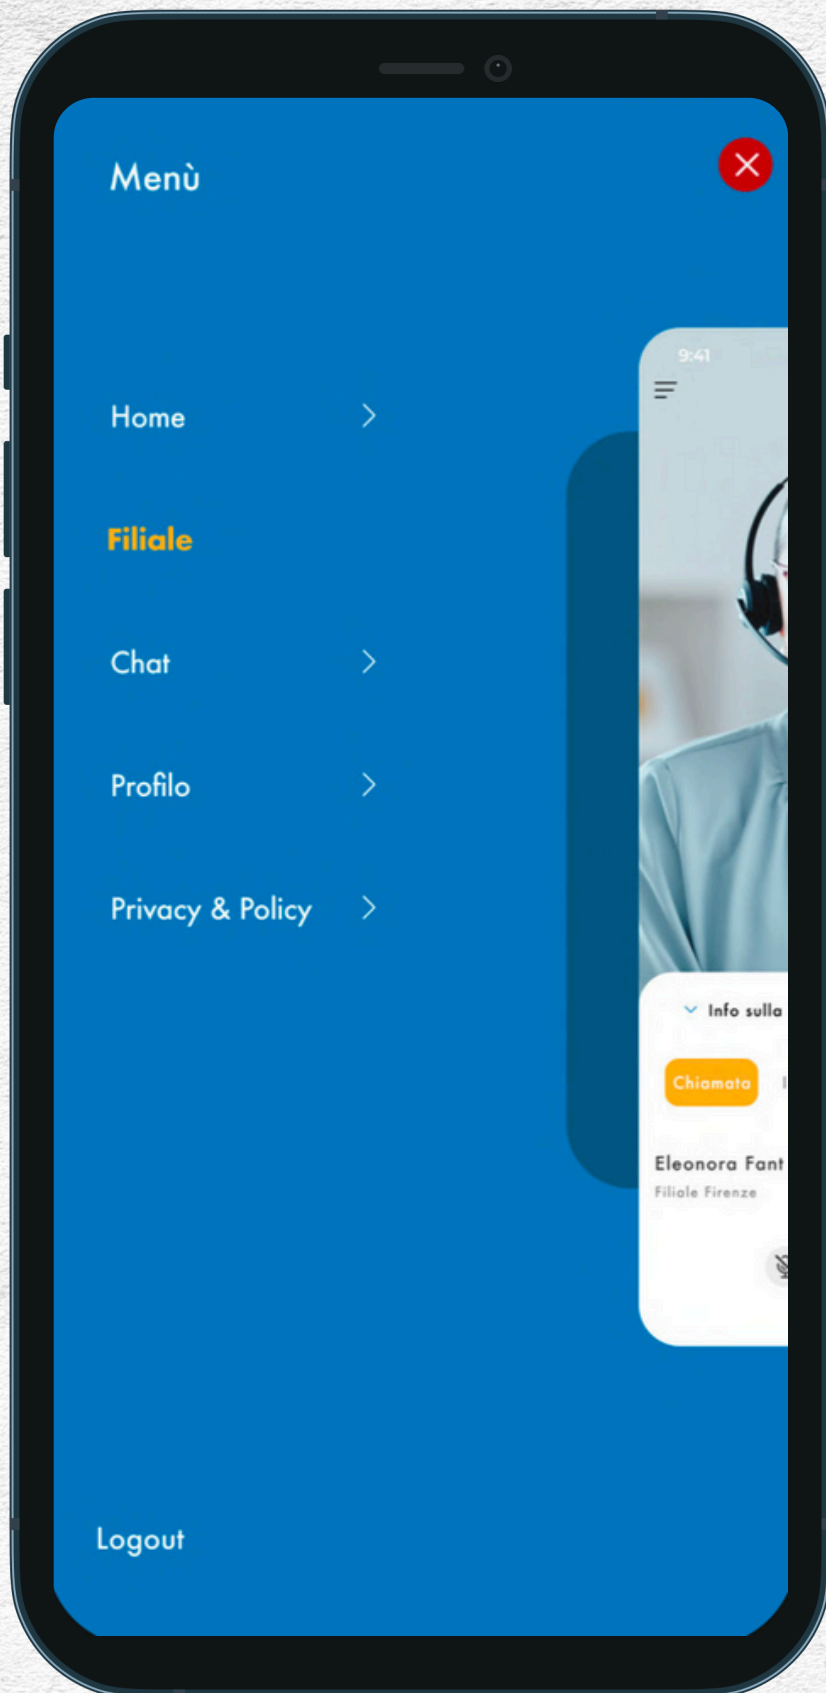 Menù
9:41
Home
Filiale
Chat
Profilo
Privacy & Policy
Info sulla
Chiamata
Eleonora Fant
Filiale Firenze
Logout